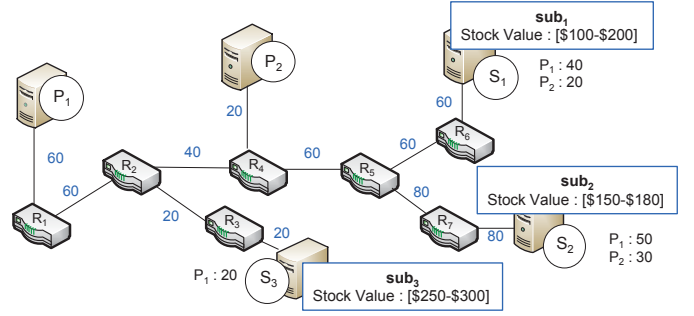 sub1
Stock Value : [$100-$200]
P2
S1
P1 : 40
P2 : 20
P1
20
60
R6
60
40
60
60
R2
R4
R5
60
80
sub2
Stock Value : [$150-$180]
R1
20
R3
20
R7
80
S2
P1 : 50
P2 : 30
P1 : 20
S3
sub3
Stock Value : [$250-$300]